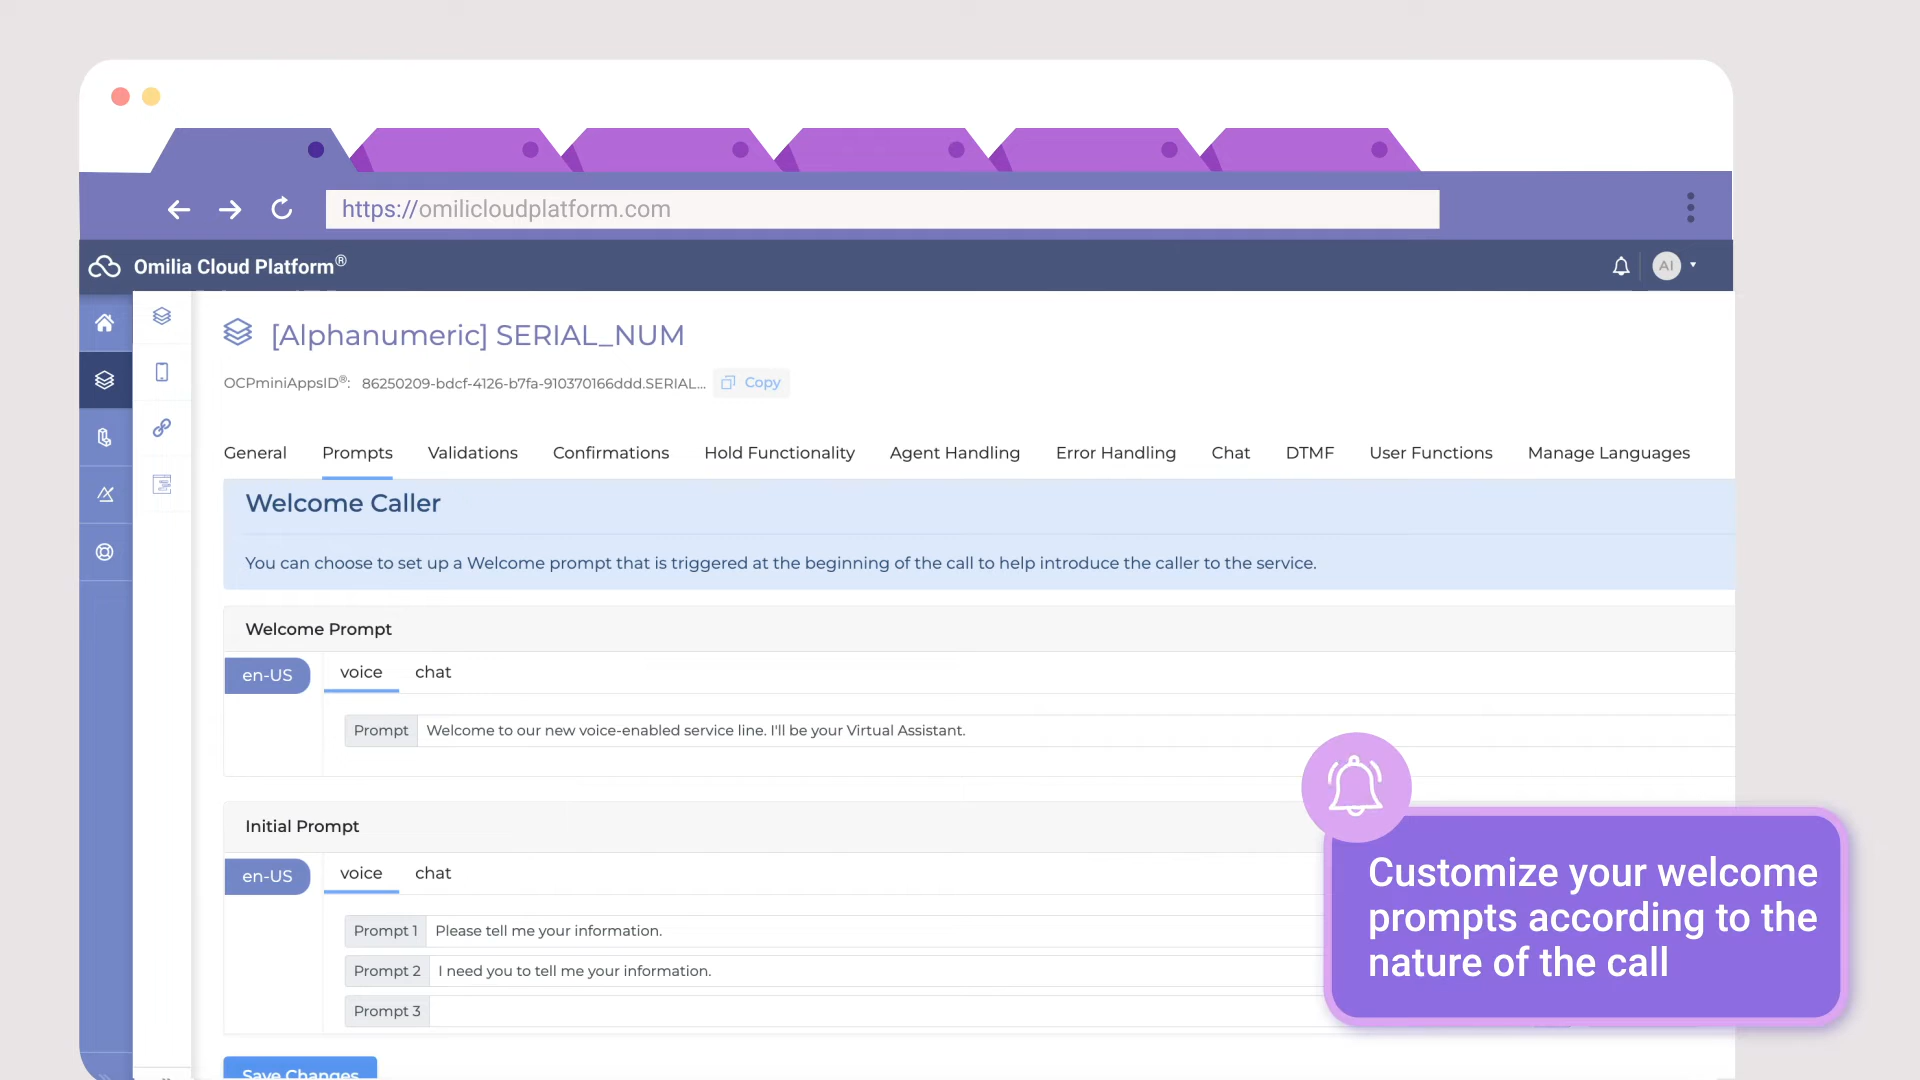 https://omilicloudplatform.com
Omilia Cloud Platform®
AI
[Alphanumeric] SERIAL_NUM
OCPminiAppsID®: 86250209-bdcf-4126-b7fa-910370166ddd.SERIAL... Copy
General Prompts Validations Confirmations Hold Functionality Agent Handling Error Handling Chat DTMF User Functions Manage Languages
Welcome Caller
You can choose to set up a Welcome prompt that is triggered at the beginning of the call to help introduce the caller to the service.
Welcome Prompt
en-US voice chat
Prompt Welcome to our new voice-enabled service line. I'll be your Virtual Assistant.
Initial Prompt
en-US voice chat
Prompt 1 Please tell me your information.
Prompt 2 I need you to tell me your information.
Prompt 3
Save Changes
Customize your welcome
prompts according to the
nature of the call